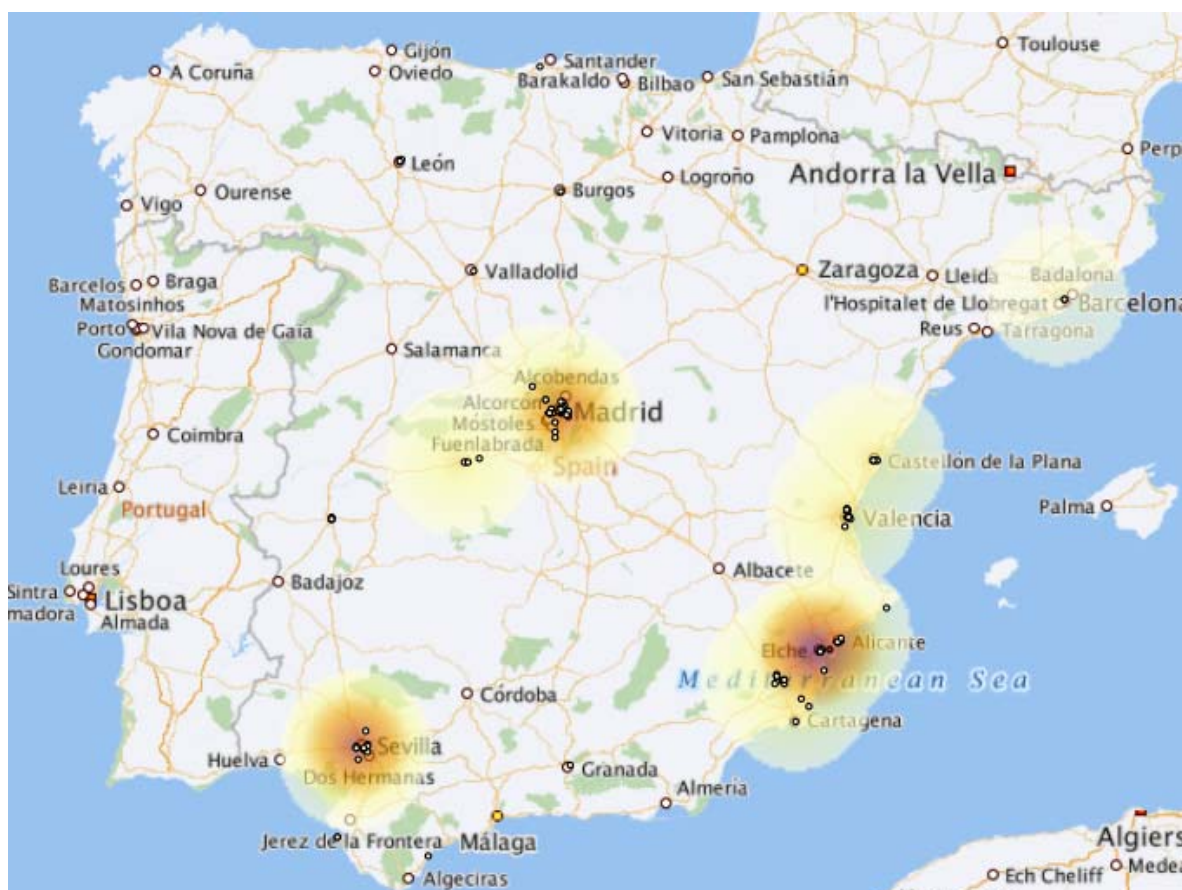 Gijón
Toulouse
A Coruña
Oviedo
Santander
Barakaldo
Bilbao
San Sebastián
Vitoria
Pamplona
Perp
León
Andorra la Vella
Ourense
Burgos
Logroño
Vigo
Barcelos
Braga
Valladolid
Zaragoza
Lleida
Badalona
Matosinhos
l'Hospitalet de Llobregat
Barcelona
Porto
Vila Nova de Gaia
Reus
Tarragona
Gondomar
Salamanca
Alcobendas
Alcorcón
Madrid
Móstoles
Coimbra
Fuenlabrada
Spain
Castellón de la Plana
Leiria
Portugal
Valencia
Palma
Loures
Badajoz
Albacete
Sintra
Lisboa
madora
Almada
Elche
Alicante
Mediterranean Sea
Córdoba
Cartagena
Huelva
Sevilla
Dos Hermanas
Granada
Almería
Jerez de la Frontera
Málaga
Algiers
Algeciras
Ech Cheliff
Medea